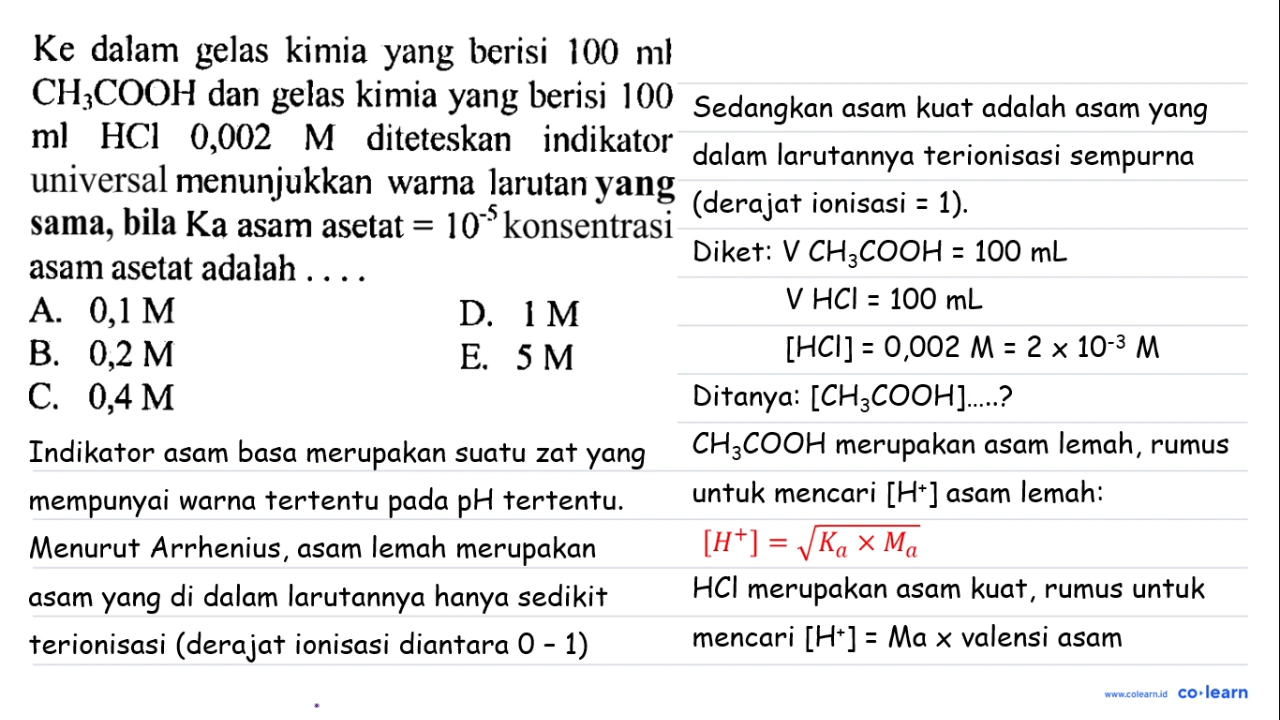 Ke dalam gelas kimia yang berisi 100 ml
CH₃COOH dan gelas kimia yang berisi 100
ml HCl 0,002 M diteteskan indikator
universal menunjukkan warna larutan yang
sama, bila Ka asam asetat = 10⁻⁵ konsentrasi
asam asetat adalah . . . .
A. 0,1 M
B. 0,2 M
C. 0,4 M
D. 1 M
E. 5 M
Indikator asam basa merupakan suatu zat yang
mempunyai warna tertentu pada pH tertentu.
Menurut Arrhenius, asam lemah merupakan
asam yang di dalam larutannya hanya sedikit
terionisasi (derajat ionisasi diantara 0 – 1)
Sedangkan asam kuat adalah asam yang
dalam larutannya terionisasi sempurna
(derajat ionisasi = 1).
Diket: V CH₃COOH = 100 mL
V HCl = 100 mL
[HCl] = 0,002 M = 2 x 10⁻³ M
Ditanya: [CH₃COOH].....?
CH₃COOH merupakan asam lemah, rumus
untuk mencari [H⁺] asam lemah:
[H⁺] = √(Kₐ × Mₐ)
HCl merupakan asam kuat, rumus untuk
mencari [H⁺] = Ma x valensi asam
www.colearn.id co·learn